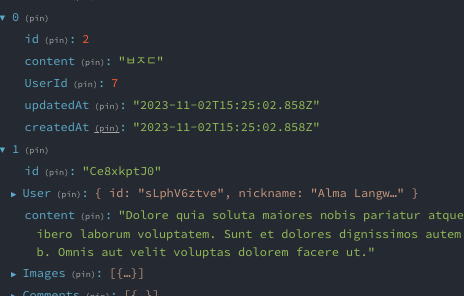 ▼ 0 (pin)
id (pin): 2
content (pin): "ㅂㅈㄷ"
UserId (pin): 7
updatedAt (pin): "2023-11-02T15:25:02.858Z"
createdAt (pin): "2023-11-02T15:25:02.858Z"
▼ 1 (pin)
id (pin): "Ce8xkptJ0"
▶ User (pin): { id: "sLphV6ztve", nickname: "Alma Langw…" }
content (pin): "Dolore quia soluta maiores nobis pariatur atque
ibero laborum voluptatem. Sunt et dolores dignissimos autem
b. Omnis aut velit voluptas dolorem facere ut."
▶ Images (pin): [{…}]
▶ Comments (pin): [{…}]